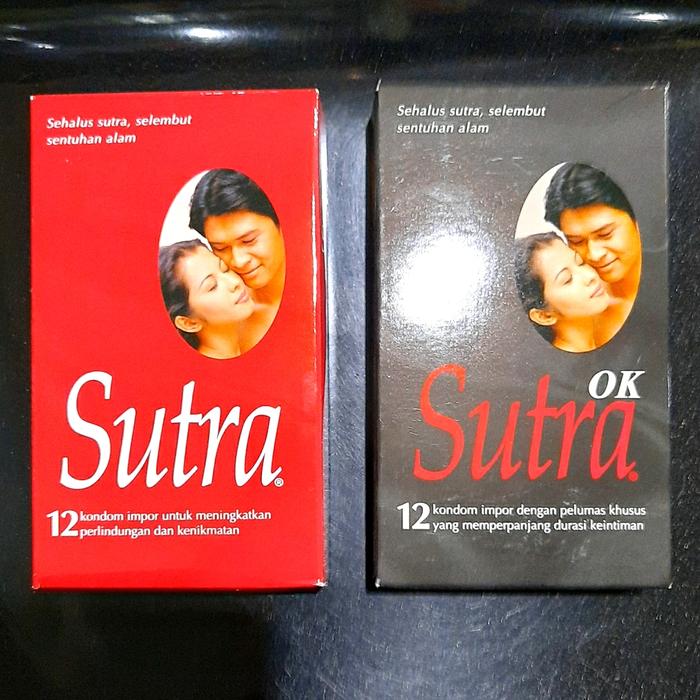 Sehalus sutra, selembut
sentuhan alam
Sutra®
12 kondom impor untuk meningkatkan
perlindungan dan kenikmatan
Sehalus sutra, selembut
sentuhan alam
OK
Sutra®
12 kondom impor dengan pelumas khusus
yang memperpanjang durasi keintiman